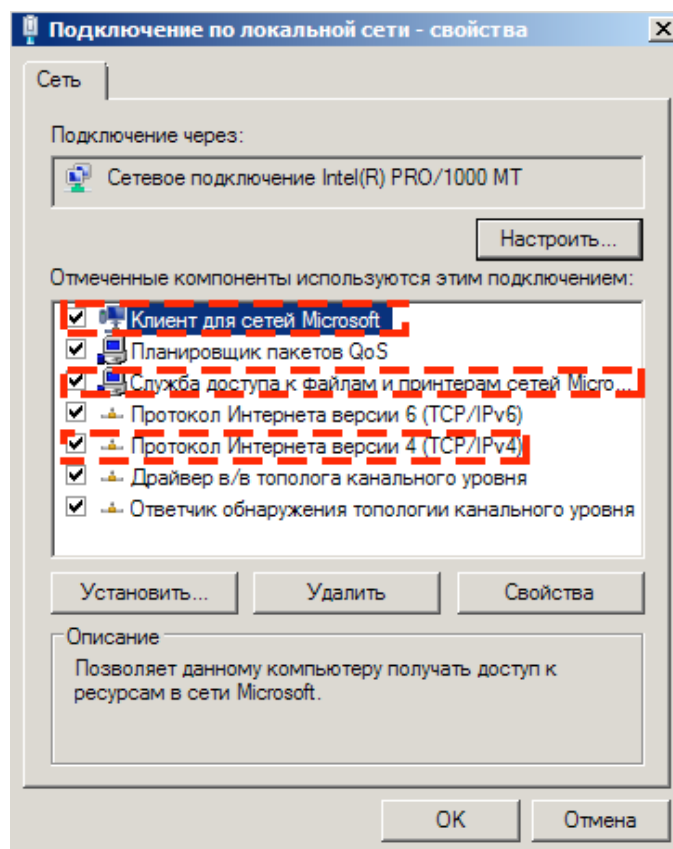 Подключение по локальной сети - свойства
Сеть
Подключение через:
Сетевое подключение Intel(R) PRO/1000 MT
Настроить...
Отмеченные компоненты используются этим подключением:
Клиент для сетей Microsoft
Планировщик пакетов QoS
Служба доступа к файлам и принтерам сетей Micro...
Протокол Интернета версии 6 (TCP/IPv6)
Протокол Интернета версии 4 (TCP/IPv4)
Драйвер в/в тополога канального уровня
Ответчик обнаружения топологии канального уровня
Установить... Удалить Свойства
Описание
Позволяет данному компьютеру получать доступ к
ресурсам в сети Microsoft.
OK Отмена